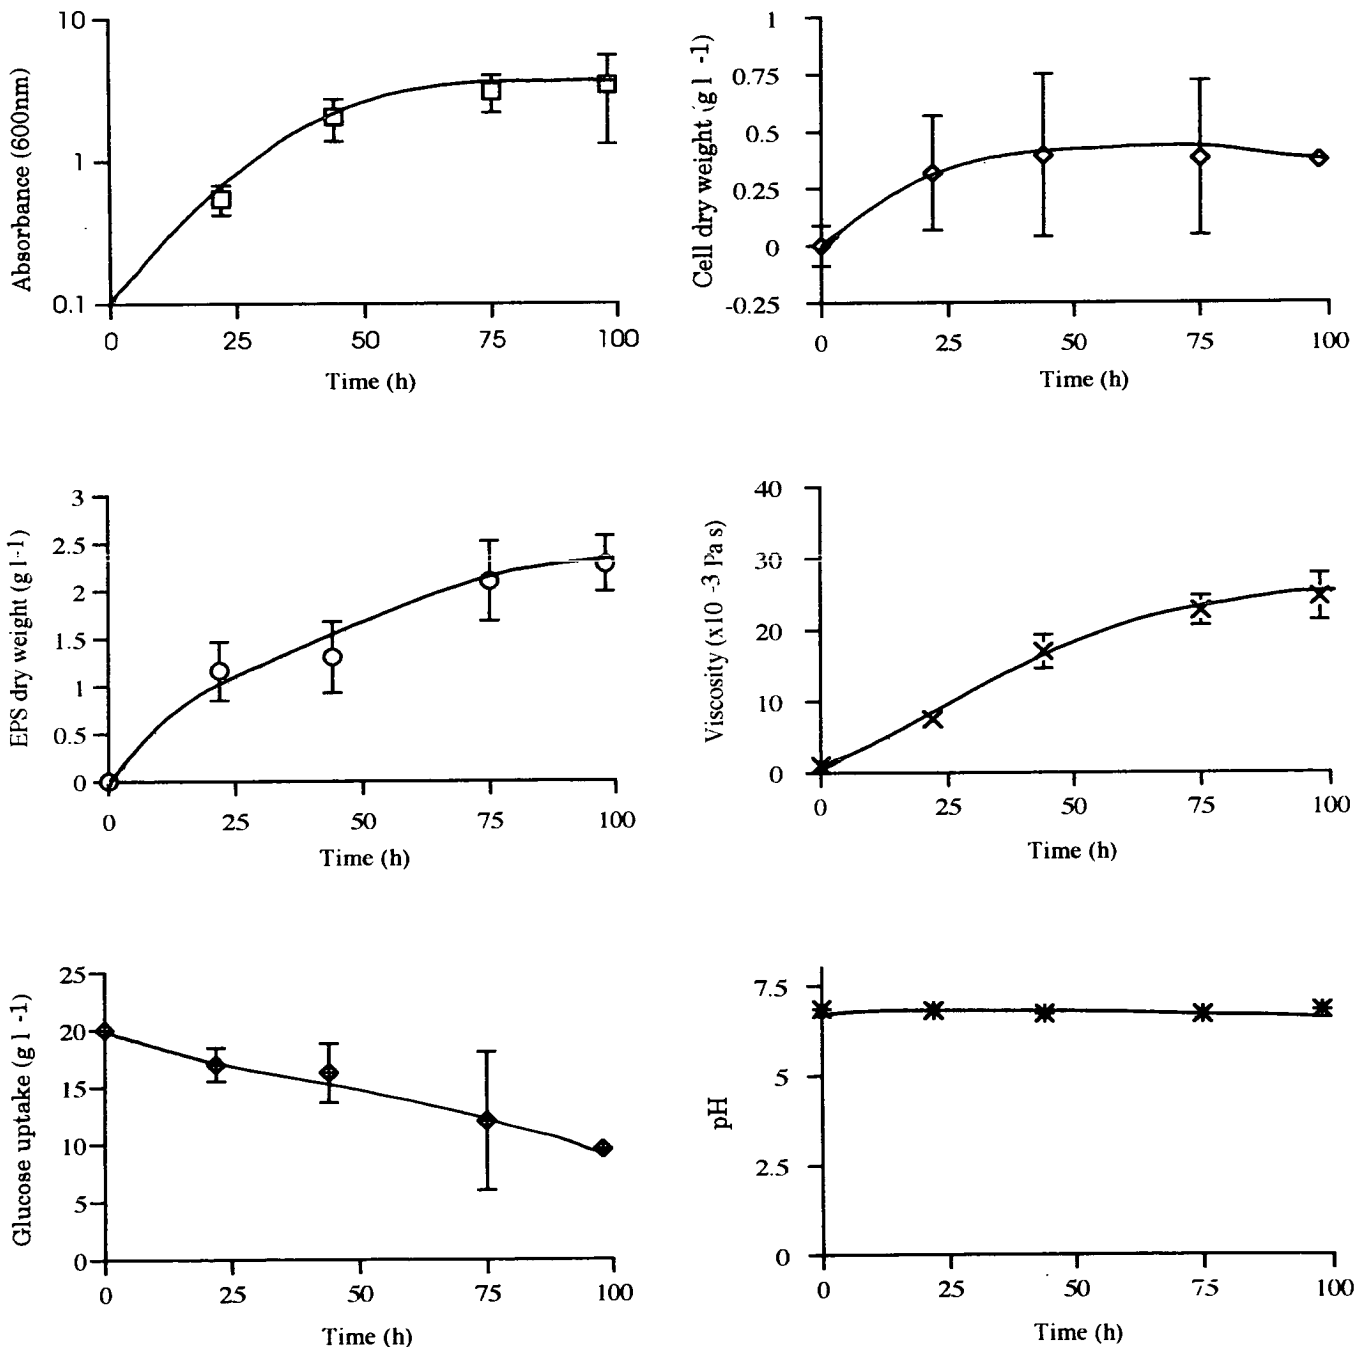 10
1
0.1
Absorbance (600nm)
0 25 50 75 100
Time (h)
1
0.75
0.5
0.25
0
-0.25
Cell dry weight (g l -1)
0 25 50 75 100
Time (h)
3
2.5
2
1.5
1
0.5
0
EPS dry weight (g l-1)
0 25 50 75 100
Time (h)
40
30
20
10
0
Viscosity (x10 -3 Pa s)
0 25 50 75 100
Time (h)
25
20
15
10
5
0
Glucose uptake (g l -1)
0 25 50 75 100
Time (h)
7.5
5
2.5
0
pH
0 25 50 75 100
Time (h)